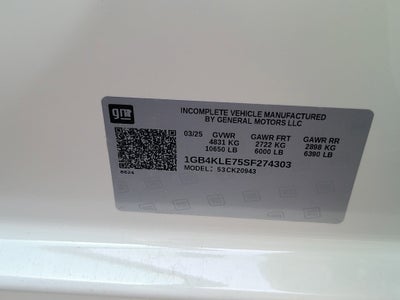 gm
INCOMPLETE VEHICLE MANUFACTURED
BY GENERAL MOTORS LLC
03/25 GVWR GAWR FRT GAWR RR
4831 KG 2722 KG 2898 KG
10650 LB 6000 LB 6390 LB
1GB4KLE75SF274303
MODEL: 53CK20943